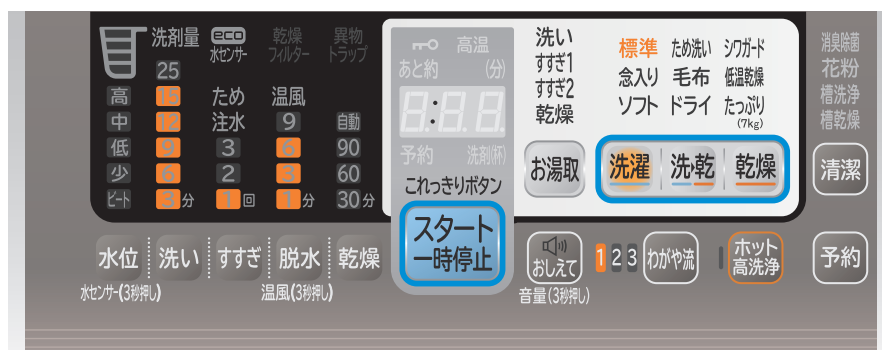 洗剤量
eco
水センサー
乾燥
フィルター
異物
トラップ
25
高 15 ため 温風
中 12 注水 9 自動
低 9 3 6 90
少 6 2 3 60
ビート 3分 1回 1分 30分
高温
あと約 (分)
8:8.8.
予約 洗剤(杯)
これっきりボタン
スタート
一時停止
洗い
すすぎ1
すすぎ2
乾燥
標準 ため洗い シワガード
念入り 毛布 低温乾燥
ソフト ドライ たっぷり
(7kg)
お湯取 洗濯 洗・乾 乾燥
消臭除菌
花粉
槽洗浄
槽乾燥
清潔
水位 洗い すすぎ 脱水 乾燥
水センサー(3秒押し) 温風(3秒押し)
おしえて
音量(3秒押し)
1 2 3 わがや流
ホット
高洗浄
予約